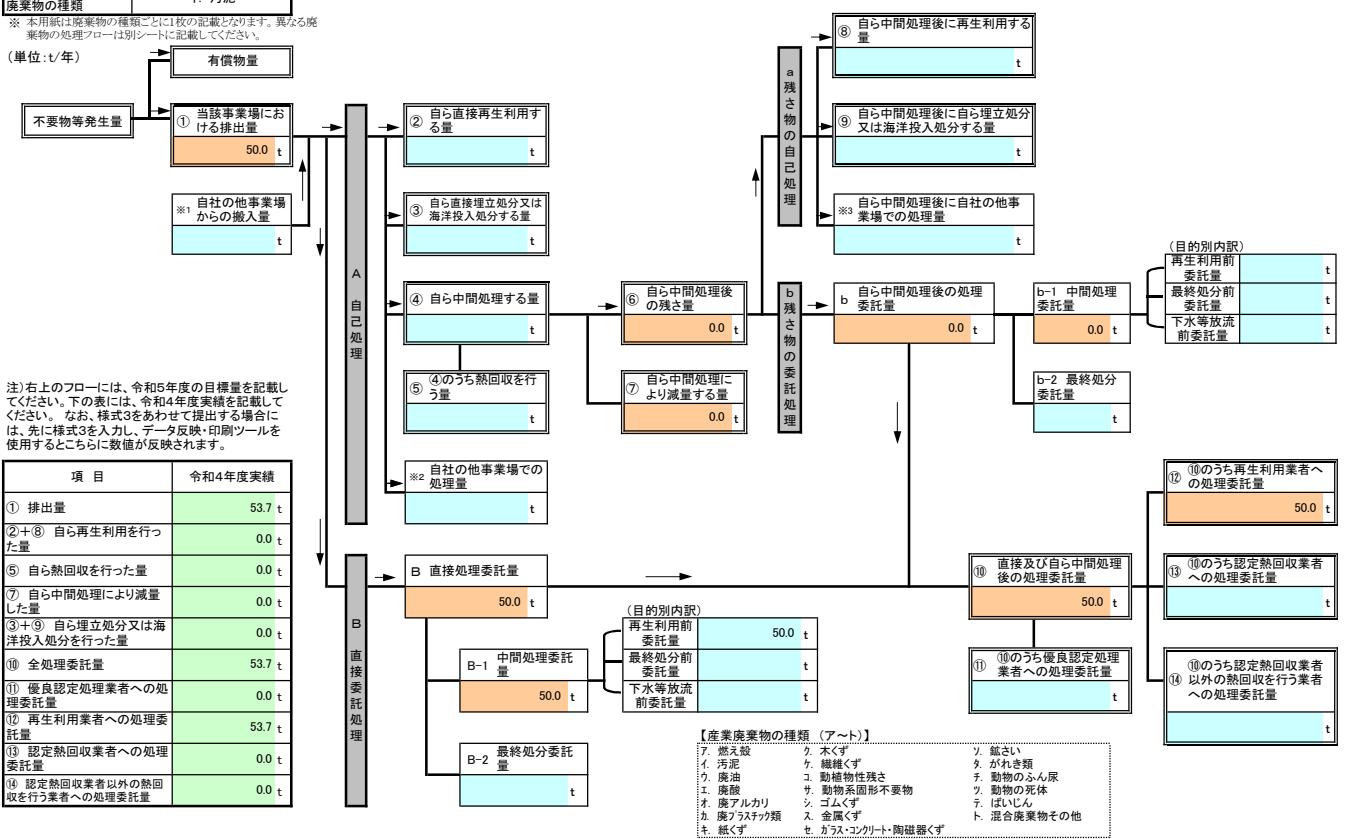 廃棄物の種類
イ. 汚泥
※ 本用紙は廃棄物の種類ごとに1枚の記載となります。異なる廃
棄物の処理フローは別シートに記載してください。
(単位:t/年)
有償物量
不要物等発生量
① 当該事業場にお
ける排出量
50.0 t
※1 自社の他事業場
からの搬入量
t
A 自己処理
② 自ら直接再生利用す
る量
t
③ 自ら直接埋立処分又は
海洋投入処分する量
t
④ 自ら中間処理する量
t
⑤ ④のうち熱回収を行
う量
t
※2 自社の他事業場での
処理量
t
⑥ 自ら中間処理後
の残さ量
0.0 t
⑦ 自ら中間処理に
より減量する量
0.0 t
a 残さ物の自己処理
⑧ 自ら中間処理後に再生利用する
量
t
⑨ 自ら中間処理後に自ら埋立処分
又は海洋投入処分する量
t
※3 自ら中間処理後に自社の他事
業場での処理量
t
b 残さ物の委託処理
b 自ら中間処理後の処理
委託量
0.0 t
b-1 中間処理
委託量
0.0 t
(目的別内訳)
再生利用前
委託量
t
最終処分前
委託量
t
下水等放流
前委託量
t
b-2 最終処分
委託量
t
注)右上のフローには、令和5年度の目標量を記載し
てください。下の表には、令和4年度実績を記載して
ください。 なお、様式3をあわせて提出する場合に
は、先に様式3を入力し、データ反映・印刷ツールを
使用するとこちらに数値が反映されます。
項 目 令和4年度実績
① 排出量 53.7 t
②+⑧ 自ら再生利用を行っ
た量 0.0 t
⑤ 自ら熱回収を行った量 0.0 t
⑦ 自ら中間処理により減量
した量 0.0 t
③+⑨ 自ら埋立処分又は海
洋投入処分を行った量 0.0 t
⑩ 全処理委託量 53.7 t
⑪ 優良認定処理業者への処
理委託量 0.0 t
⑫ 再生利用業者への処理委
託量 53.7 t
⑬ 認定熱回収業者への処理
委託量 0.0 t
⑭ 認定熱回収業者以外の熱回
収を行う業者への処理委託量 0.0 t
B 直接委託処理
B 直接処理委託量
50.0 t
B-1 中間処理委託
量
50.0 t
(目的別内訳)
再生利用前
委託量
50.0 t
最終処分前
委託量
t
下水等放流
前委託量
t
B-2 最終処分委託
量
t
⑩ 直接及び自ら中間処理
後の処理委託量
50.0 t
⑪ ⑩のうち優良認定処理
業者への処理委託量
t
⑫ ⑩のうち再生利用業者へ
の処理委託量
50.0 t
⑬ ⑩のうち認定熱回収業者
への処理委託量
t
⑭ ⑩のうち認定熱回収業者
以外の熱回収を行う業者
への処理委託量
t
【産業廃棄物の種類 (ア~ト)】
ア. 燃え殻 ク. 木くず ソ. 鉱さい
イ. 汚泥 ケ. 繊維くず タ. がれき類
ウ. 廃油 コ. 動植物性残さ チ. 動物のふん尿
エ. 廃酸 サ. 動物系固形不要物 ツ. 動物の死体
オ. 廃アルカリ シ. ゴムくず テ. ばいじん
カ. 廃プラスチック類 ス. 金属くず ト. 混合廃棄物その他
キ. 紙くず セ. ガラス・コンクリート・陶磁器くず